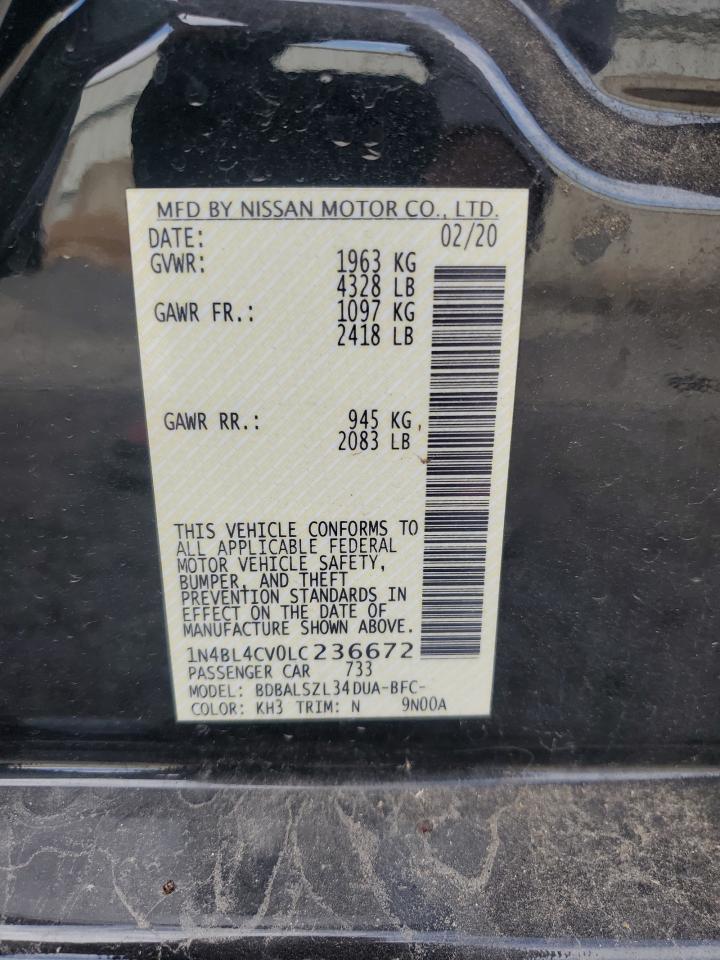 MFD BY NISSAN MOTOR CO., LTD.
DATE: 02/20
GVWR: 1963 KG
4328 LB
GAWR FR.: 1097 KG
2418 LB
GAWR RR.: 945 KG
2083 LB
THIS VEHICLE CONFORMS TO
ALL APPLICABLE FEDERAL
MOTOR VEHICLE SAFETY,
BUMPER, AND THEFT
PREVENTION STANDARDS IN
EFFECT ON THE DATE OF
MANUFACTURE SHOWN ABOVE.
1N4BL4CV0LC236672
PASSENGER CAR 733
MODEL: BDBALSZL34DUA-BFC-
COLOR: KH3 TRIM: N 9N00A